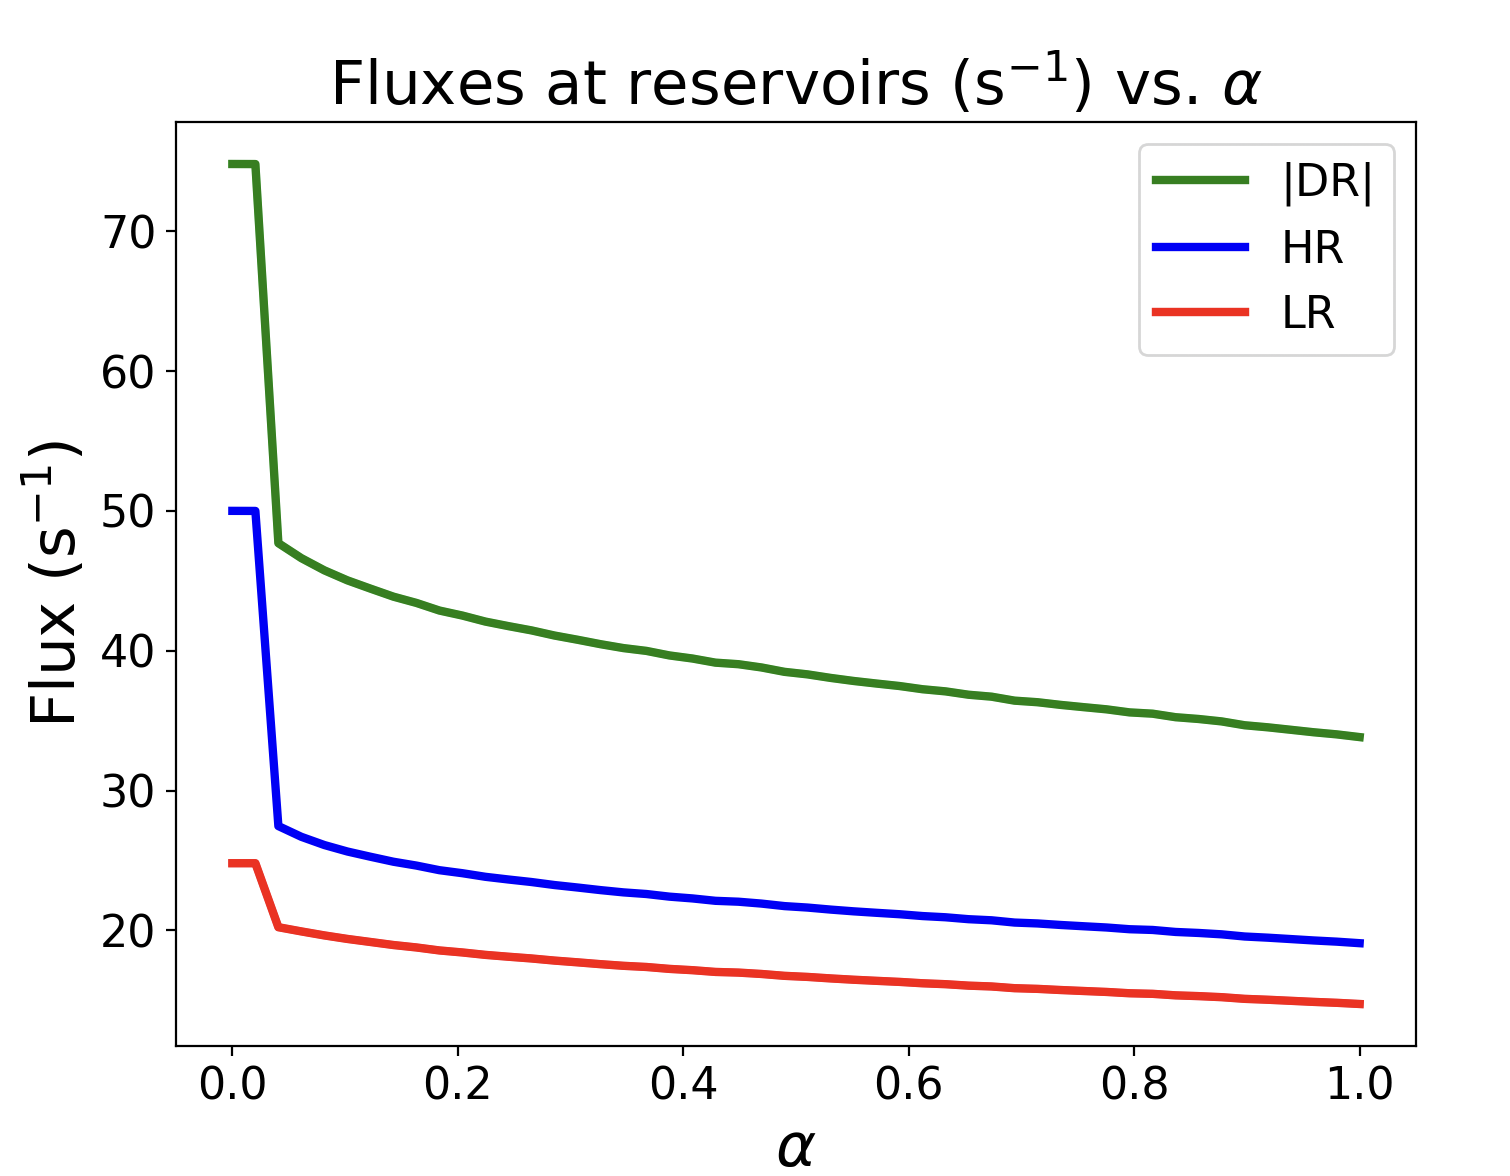 Fluxes at reservoirs (s⁻¹) vs. α
|DR|
HR
LR
Flux (s⁻¹)
70
60
50
40
30
20
0.0 0.2 0.4 0.6 0.8 1.0
α